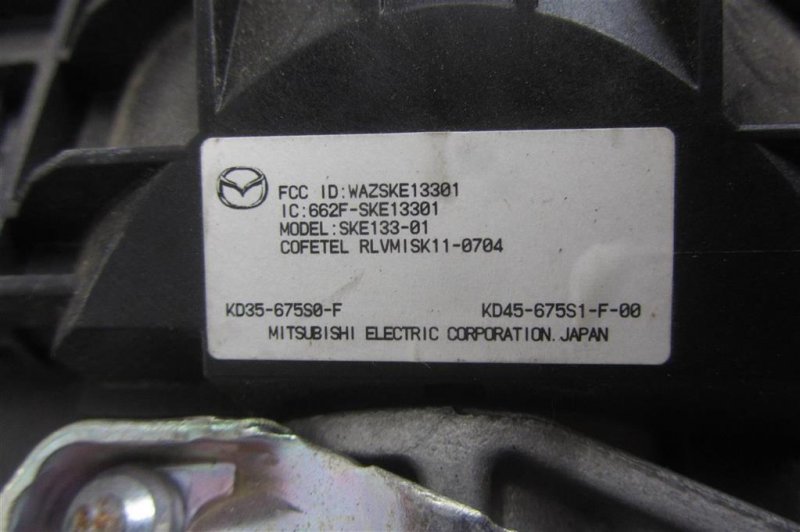 FCC ID:WAZSKE13301
IC:662F-SKE13301
MODEL:SKE133-01
COFETEL RLVMISK11-0704
KD35-675S0-F KD45-675S1-F-00
MITSUBISHI ELECTRIC CORPORATION.JAPAN